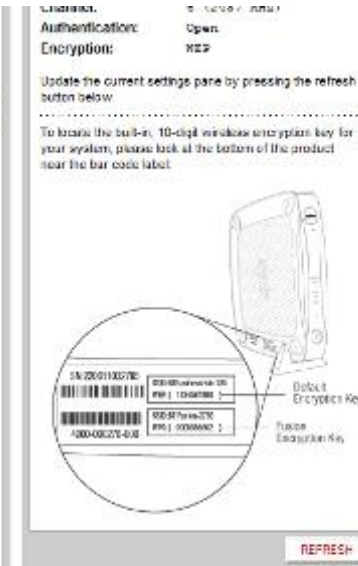 Channel:
Authentication: Open
Encryption: WEP
Update the current settings pane by pressing the refresh
button below.
To locate the built-in, 10-digit wireless encryption key for
your system, please look at the bottom of the product
near the bar code label.
Default
Encryption Key
Fusion
Encryption Key
REFRESH